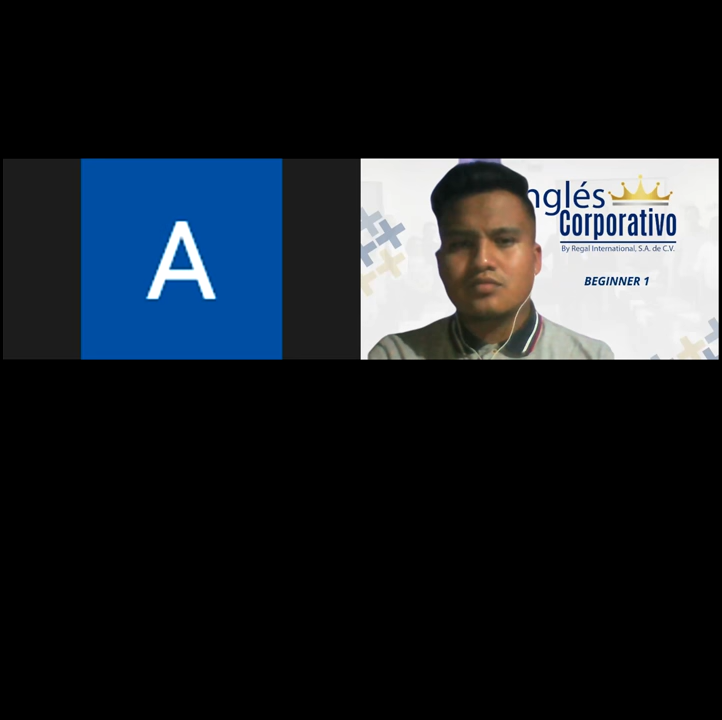 A
nglés
Corporativo
By Regal International, S.A. de C.V.
BEGINNER 1